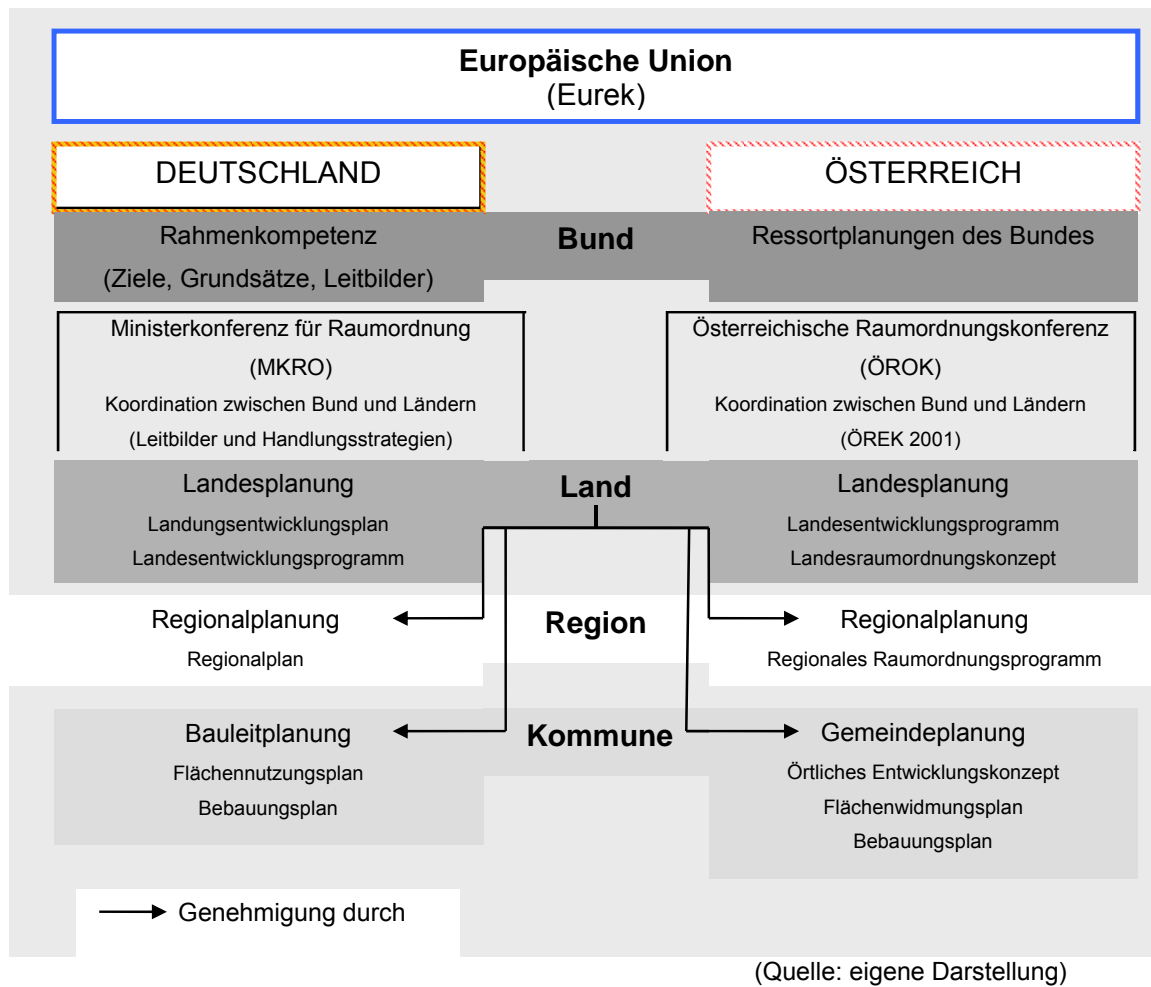 Europäische Union
(Eurek)
DEUTSCHLAND
ÖSTERREICH
Rahmenkompetenz
(Ziele, Grundsätze, Leitbilder)
Bund
Ressortplanungen des Bundes
Ministerkonferenz für Raumordnung
(MKRO)
Koordination zwischen Bund und Ländern
(Leitbilder und Handlungsstrategien)
Österreichische Raumordnungskonferenz
(ÖROK)
Koordination zwischen Bund und Ländern
(ÖREK 2001)
Landesplanung
Landungsentwicklungsplan
Landesentwicklungsprogramm
Land
Landesplanung
Landesentwicklungsprogramm
Landesraumordnungskonzept
Regionalplanung
Regionalplan
Region
Regionalplanung
Regionales Raumordnungsprogramm
Bauleitplanung
Flächennutzungsplan
Bebauungsplan
Kommune
Gemeindeplanung
Örtliches Entwicklungskonzept
Flächenwidmungsplan
Bebauungsplan
Genehmigung durch
(Quelle: eigene Darstellung)